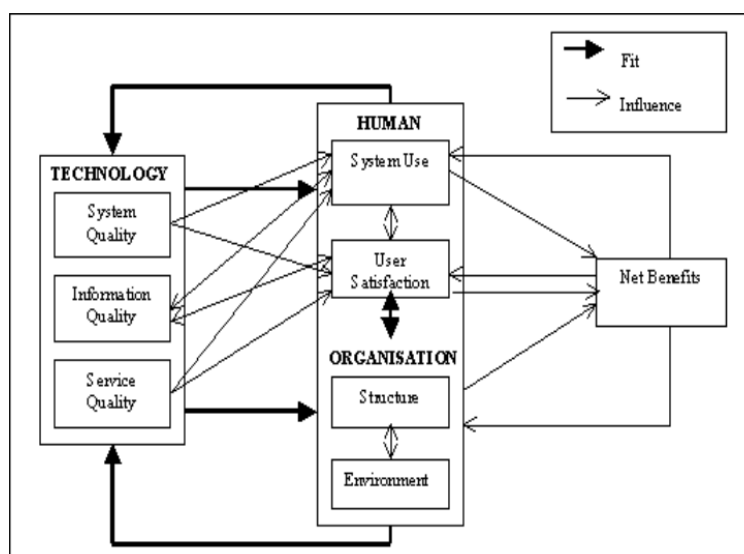 Fit
Influence
HUMAN
System Use
TECHNOLOGY
System
Quality
User
Satisfaction
Net Benefits
Information
Quality
ORGANISATION
Service
Quality
Structure
Environment